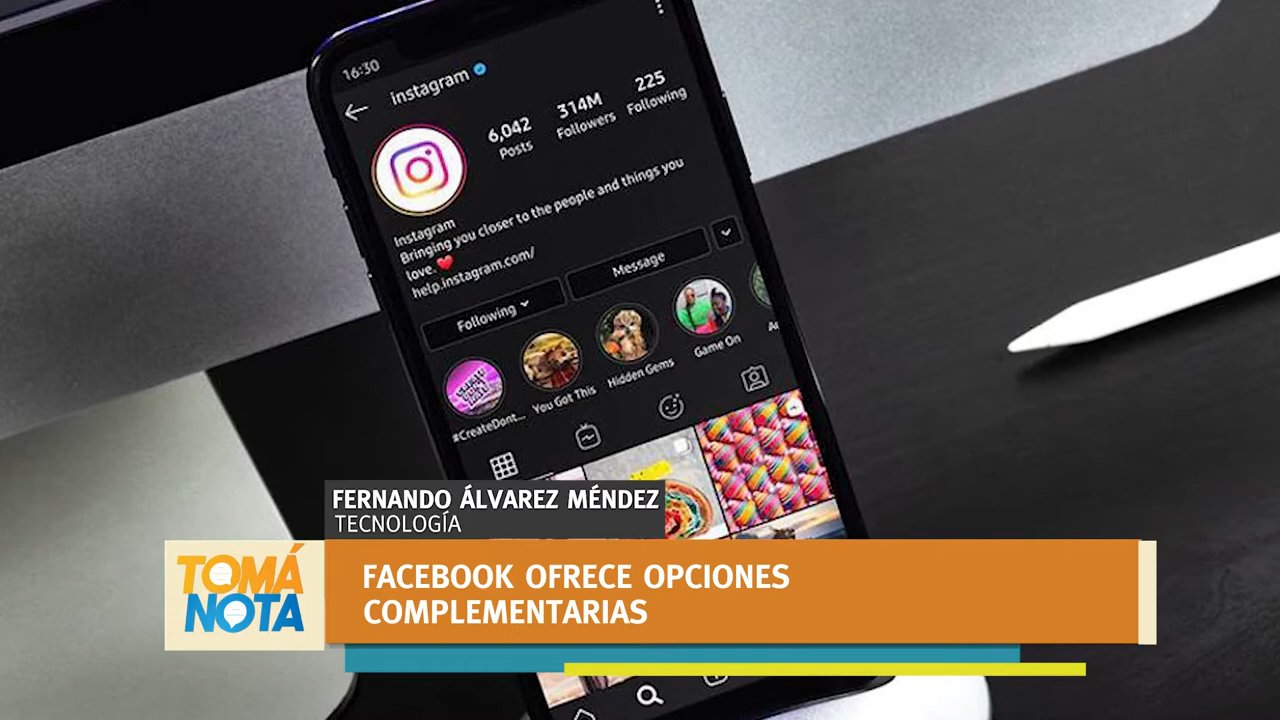 16:30
instagram
6,042
314M
225
Posts
Followers
Following
Instagram
Bringing you closer to the people and things you
love. ❤️
help.instagram.com/
Following
Message
#CreateDont...
You Got This
Hidden Gems
Game On
FERNANDO ÁLVAREZ MÉNDEZ
TECNOLOGÍA
TOMÁ
NOTA
FACEBOOK OFRECE OPCIONES
COMPLEMENTARIAS